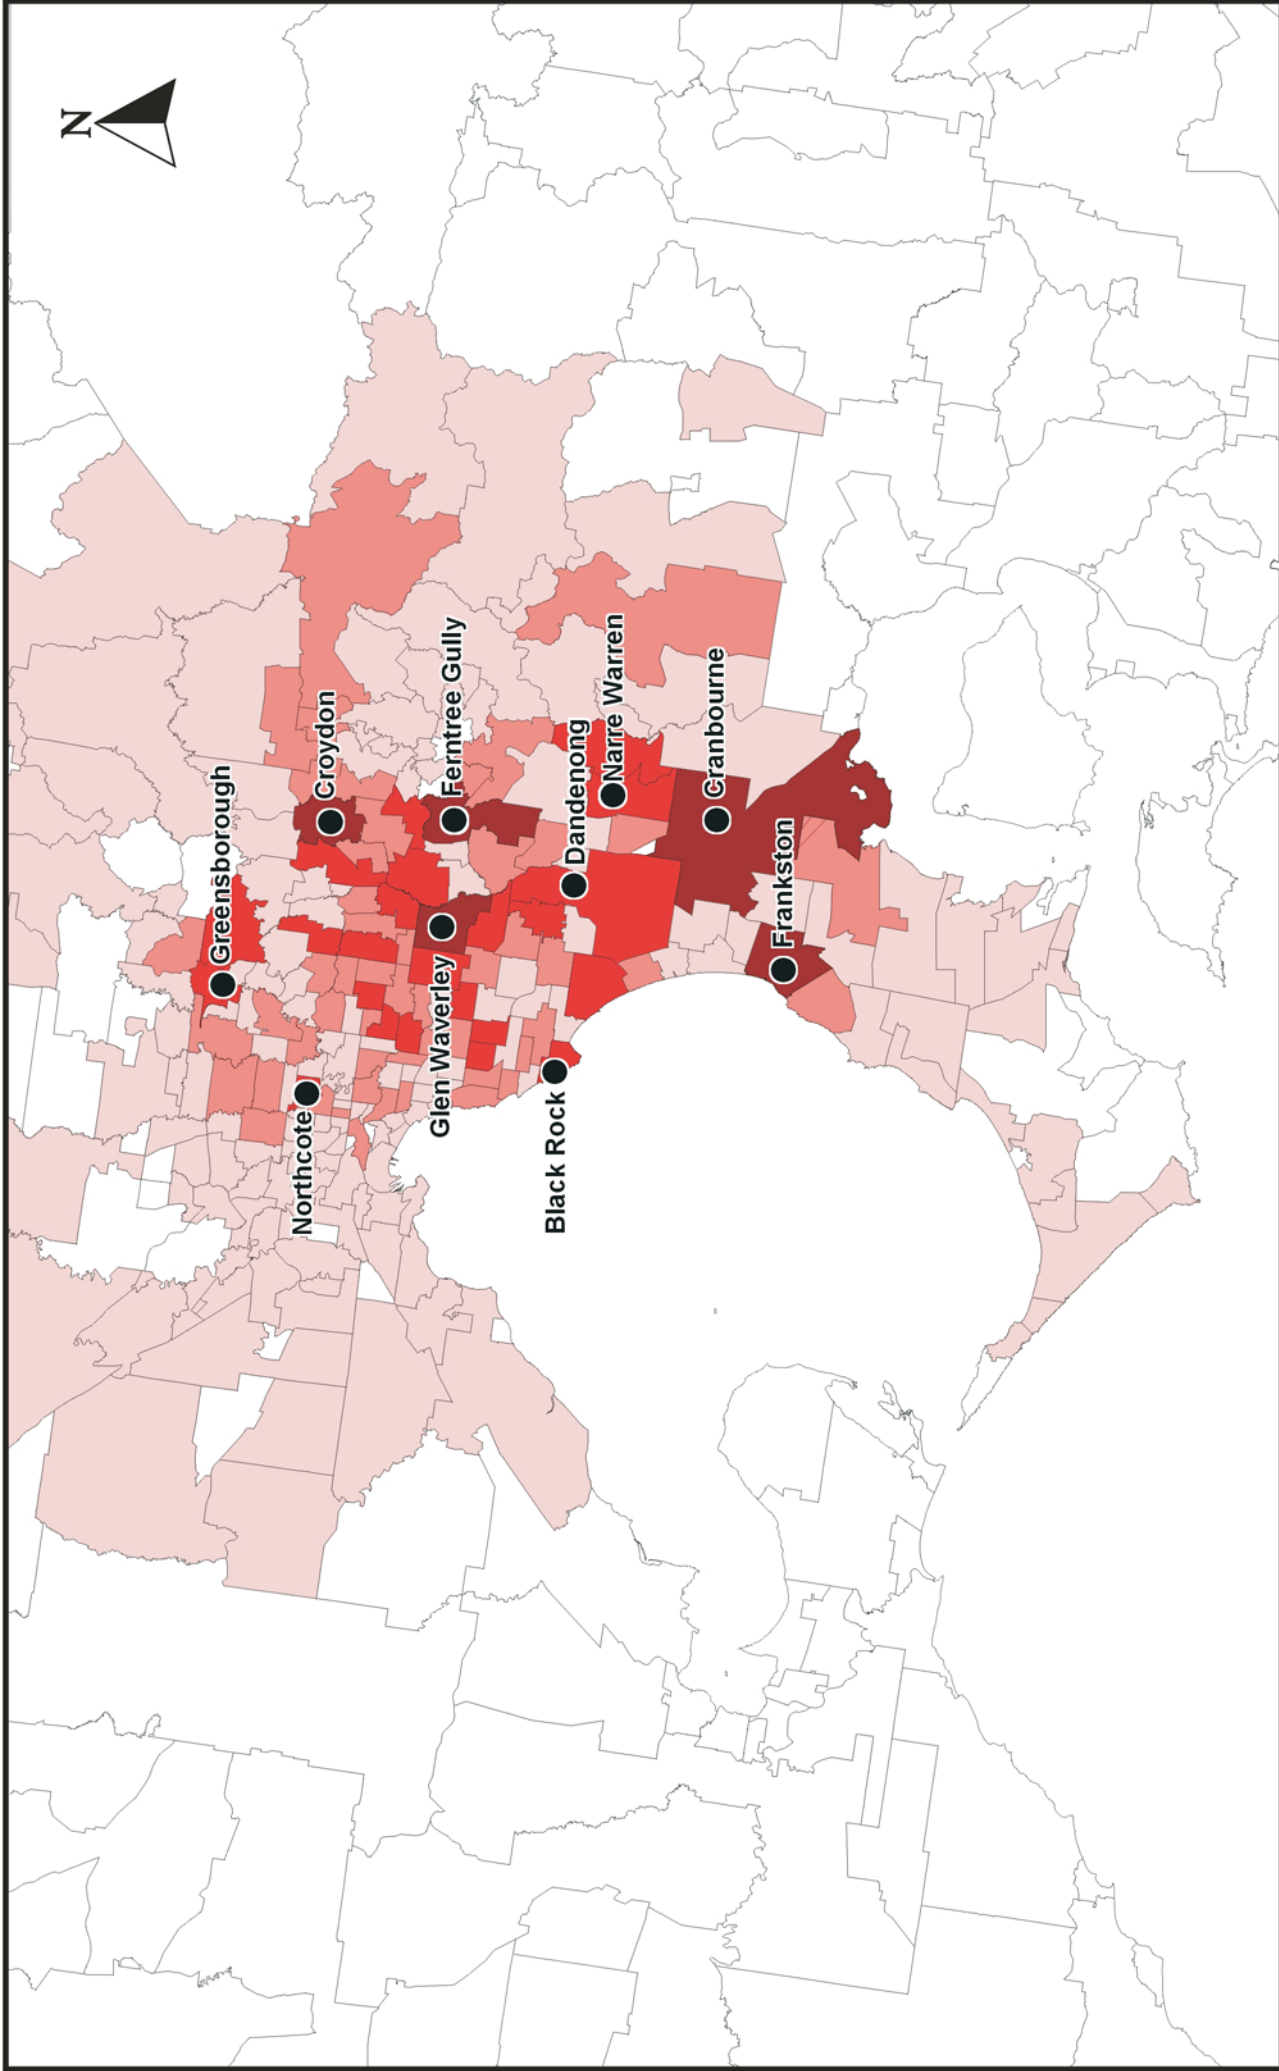 N
Greensborough
Croydon
Northcote
Ferntree Gully
Glen Waverley
Dandenong
Black Rock
Narre Warren
Cranbourne
Frankston